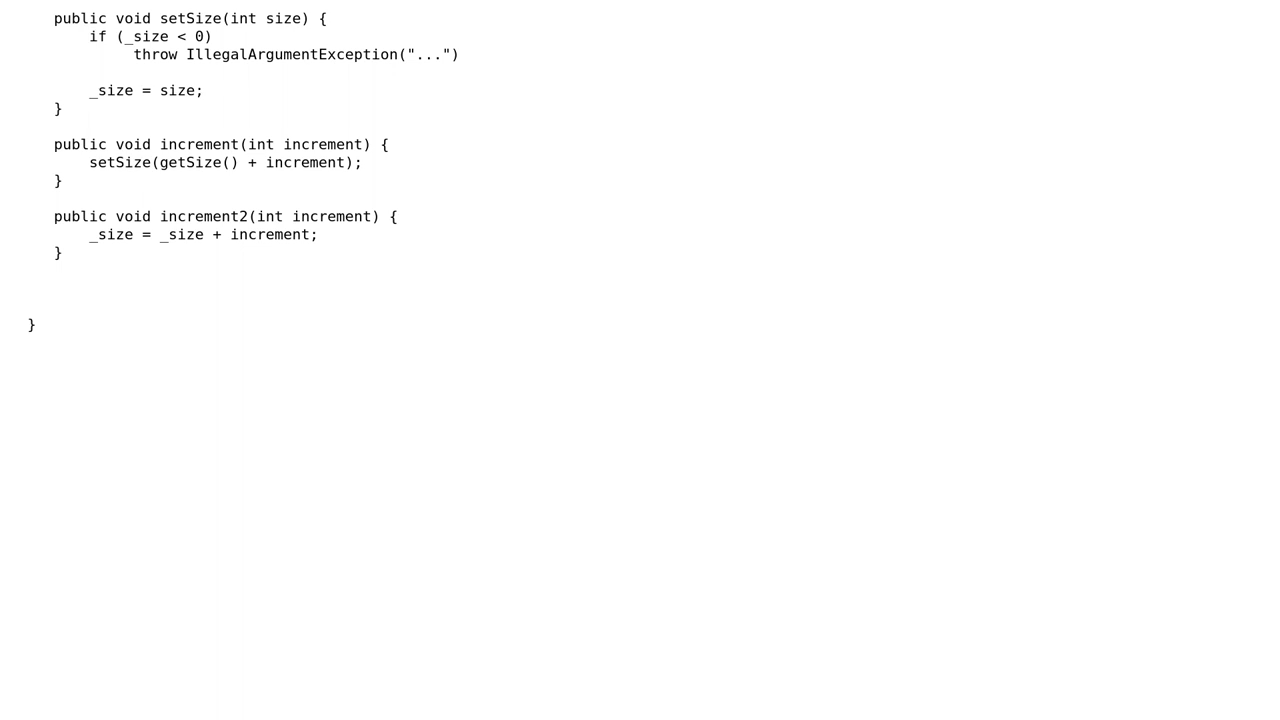 public void setSize(int size) {
if (_size < 0)
throw IllegalArgumentException("...")
_size = size;
}
public void increment(int increment) {
setSize(getSize() + increment);
}
public void increment2(int increment) {
_size = _size + increment;
}
}